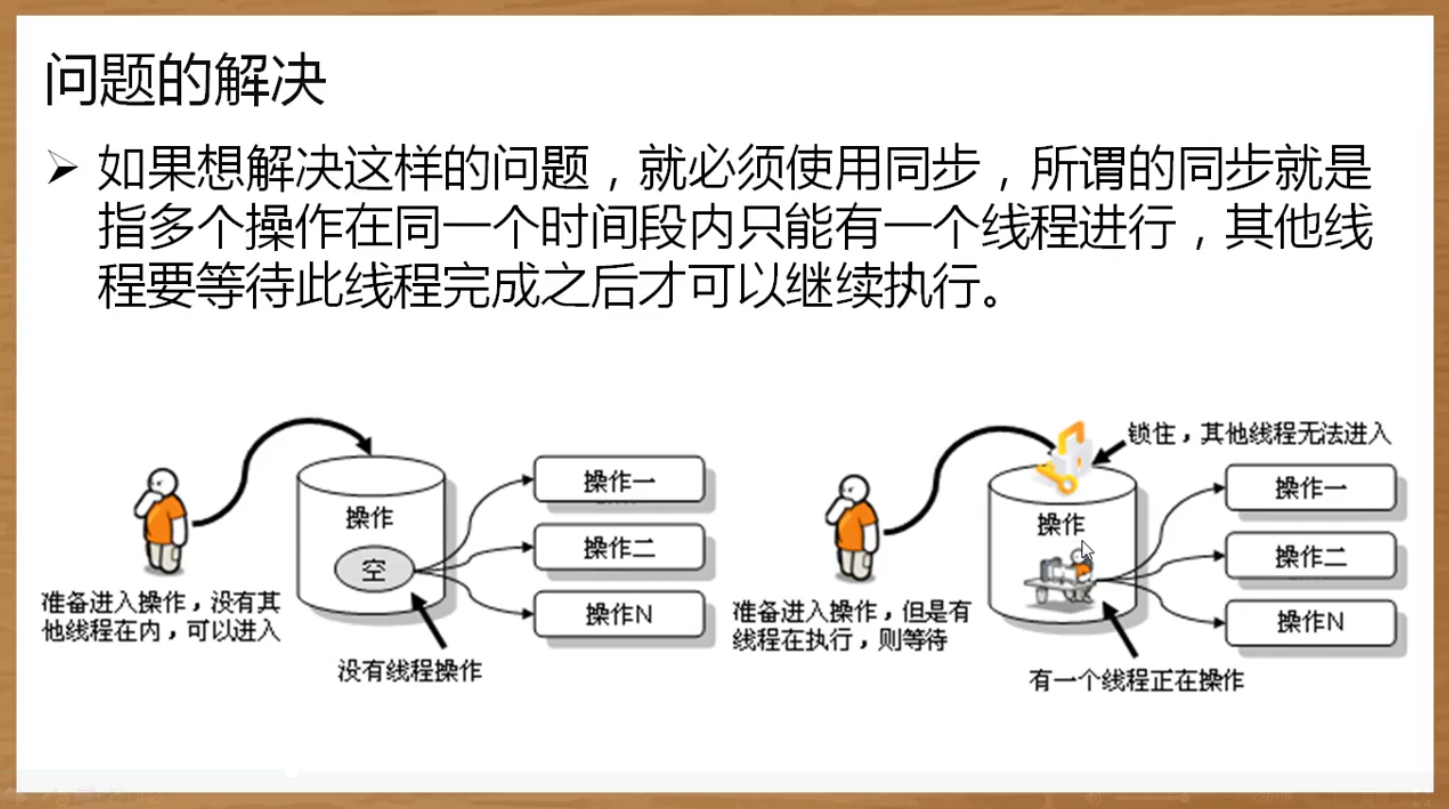 问题的解决
如果想解决这样的问题，就必须使用同步，所谓的同步就是
指多个操作在同一个时间段内只能有一个线程进行，其他线
程要等待此线程完成之后才可以继续执行。
操作
空
操作一
操作二
操作N
准备进入操作，没有其
他线程在内，可以进入
没有线程操作
锁住，其他线程无法进入
操作
操作一
操作二
操作N
准备进入操作，但是有
线程在执行，则等待
有一个线程正在操作